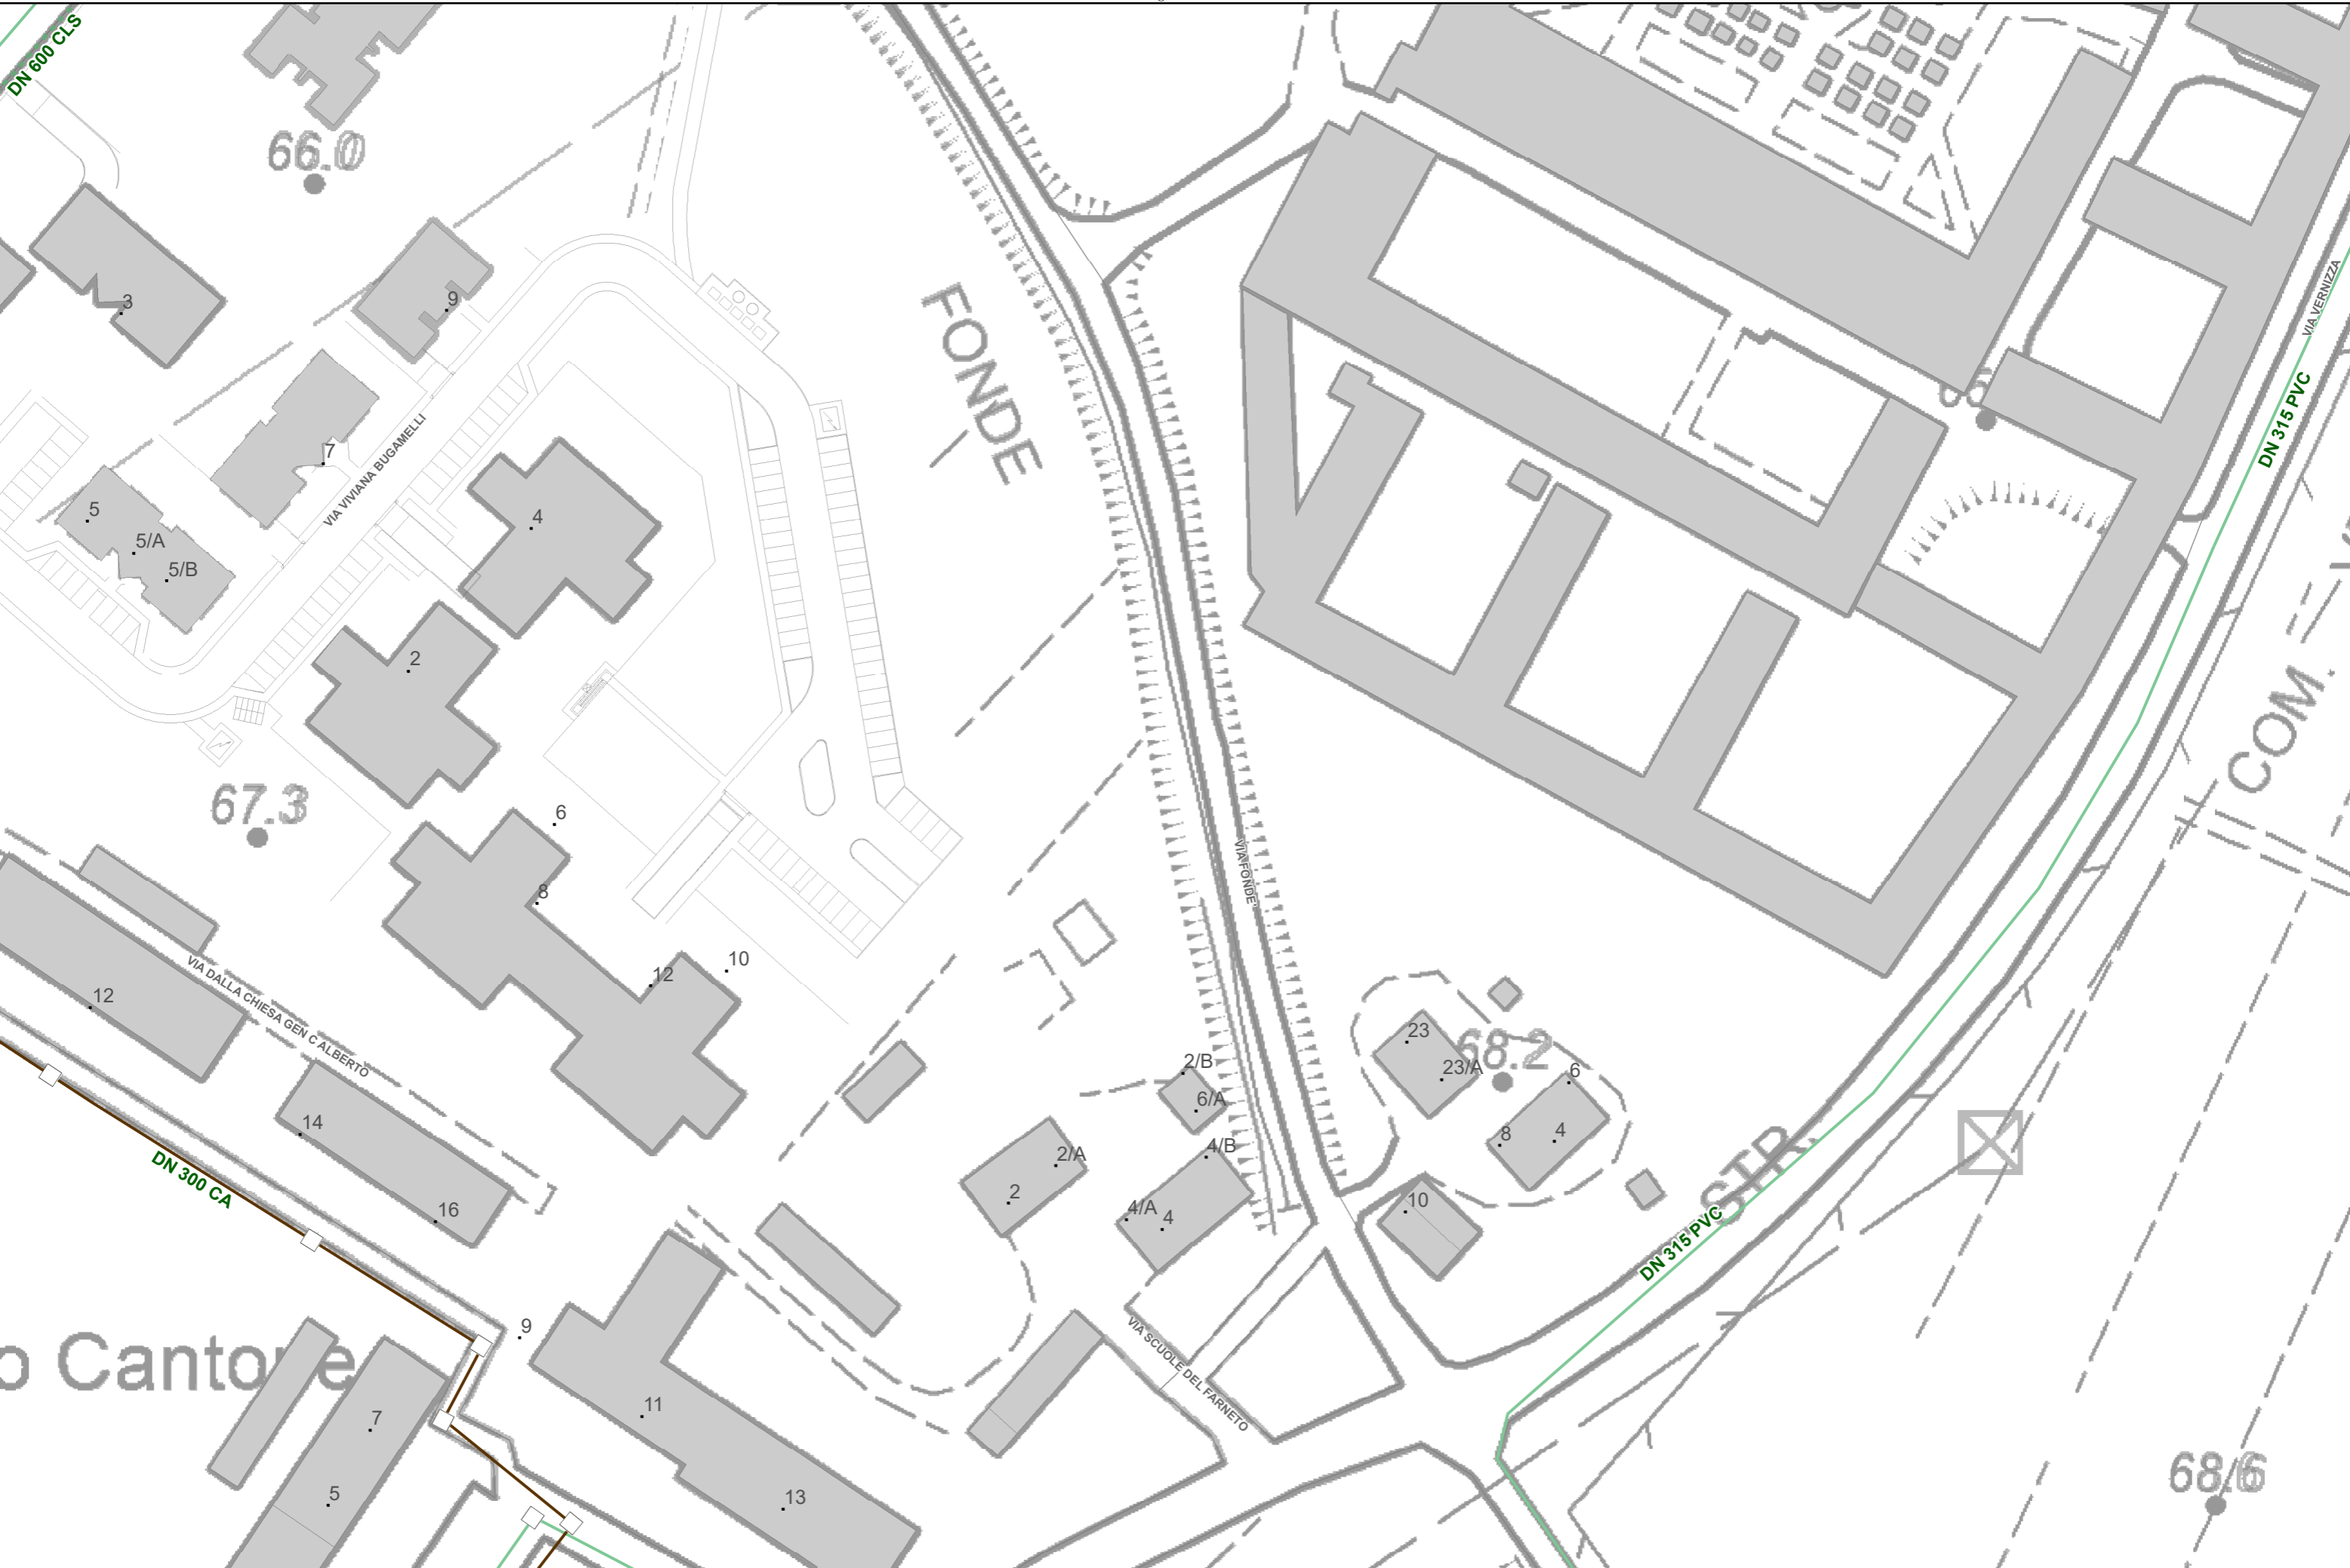 DN 600 CLS
66.0
3
9
FONDE
VIA VERNIZZA
DN 315 PVC
7
VIA VIVIANA BUGAMELLI
5
5/A
5/B
4
2
COM.
67.3
6
8
VIA FONDE'
10
12
VIA DALLA CHIESA GEN C ALBERTO
12
14
16
DN 300 CA
23
23/A
68.2
6
8
4
2/B
6/A
4/B
2/A
2
4/A
4
10
STR.
DN 315 PVC
VIA SCUOLE DEL FARNETO
9
o Cantone
7
5
11
13
68.6